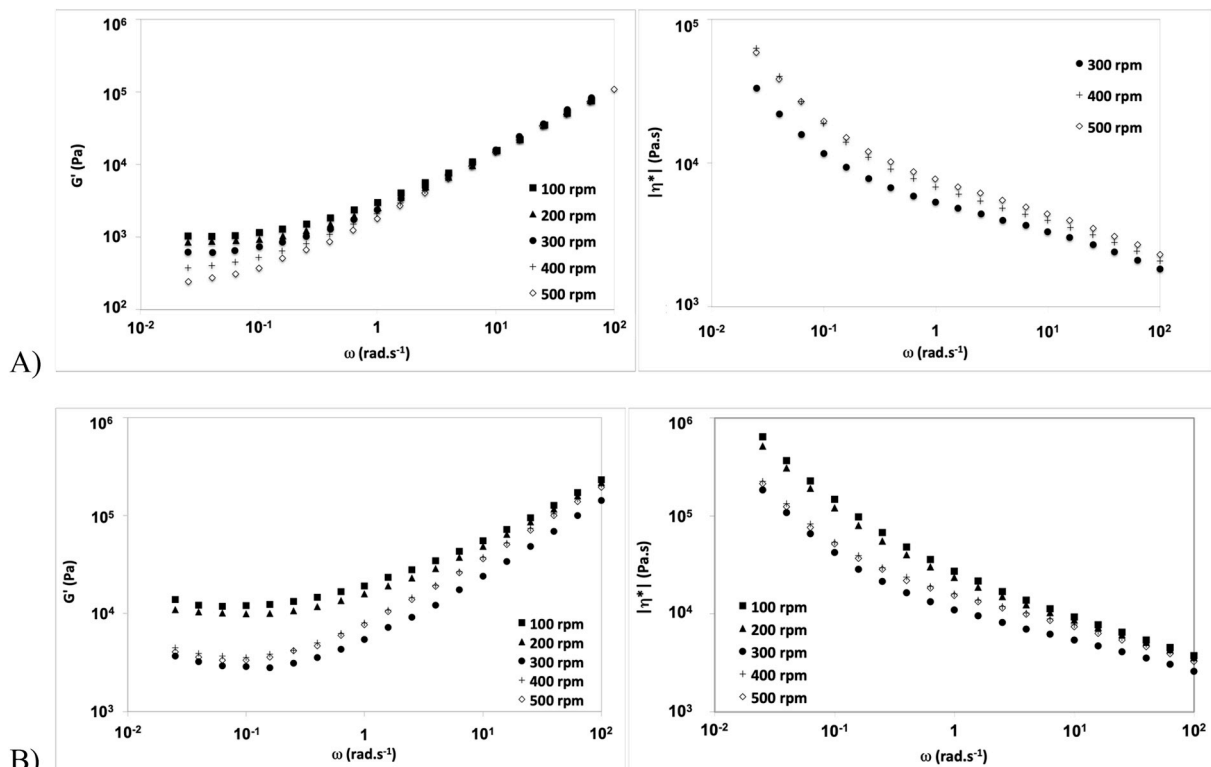 10⁶
10⁵
10⁴
10³
10²
G' (Pa)
100 rpm
200 rpm
300 rpm
400 rpm
500 rpm
10⁻² 10⁻¹ 1 10¹ 10²
ω (rad.s⁻¹)
10⁵
10⁴
10³
|η*| (Pa.s)
300 rpm
400 rpm
500 rpm
10⁻² 10⁻¹ 1 10¹ 10²
ω (rad.s⁻¹)
A)
10⁶
10⁵
10⁴
10³
G' (Pa)
100 rpm
200 rpm
300 rpm
400 rpm
500 rpm
10⁻² 10⁻¹ 1 10¹ 10²
ω (rad.s⁻¹)
10⁶
10⁵
10⁴
10³
|η*| (Pa.s)
100 rpm
200 rpm
300 rpm
400 rpm
500 rpm
10⁻² 10⁻¹ 1 10¹ 10²
ω (rad.s⁻¹)
B)